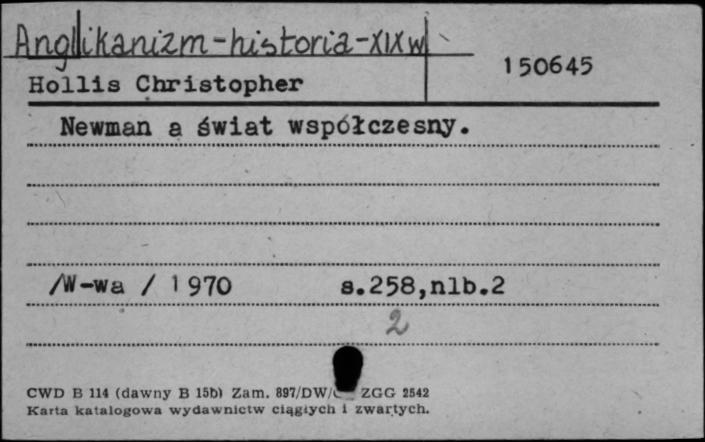 Anglikanizm-historia-XIXw
150645
Hollis Christopher
Newman a świat współczesny.
/W-wa / 1970 s.258,nlb.2
2
CWD B 114 (dawny B 15b) Zam. 897/DW/ ZGG 2542
Karta katalogowa wydawnictw ciągłych i zwartych.